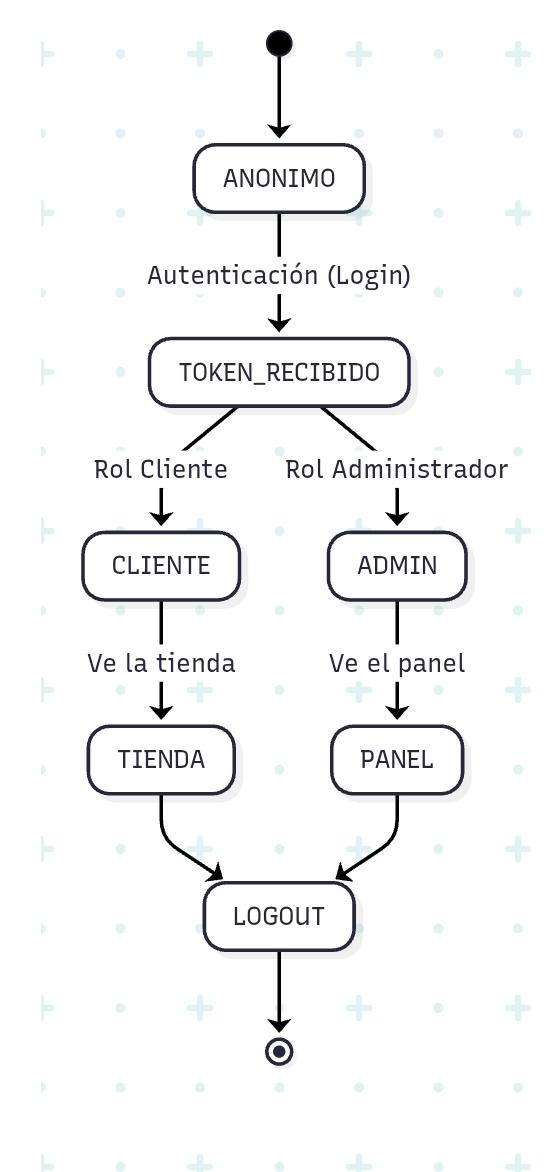 ANONIMO
Autenticación (Login)
TOKEN_RECIBIDO
Rol Cliente
Rol Administrador
CLIENTE
ADMIN
Ve la tienda
Ve el panel
TIENDA
PANEL
LOGOUT